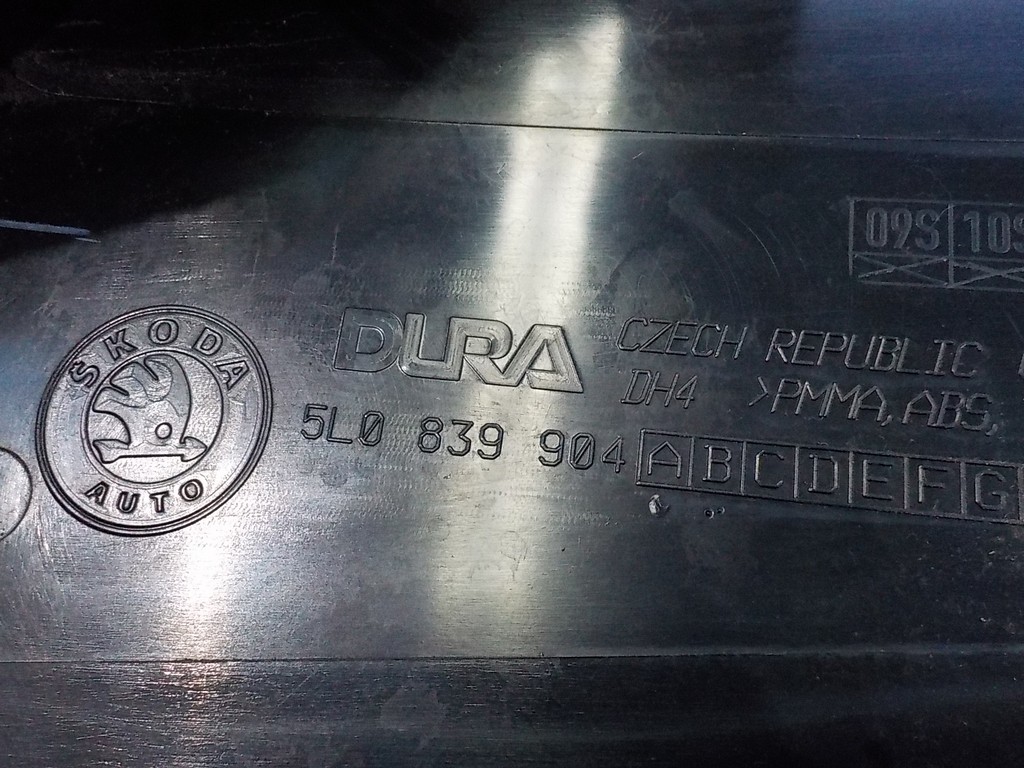 09S 10S
ŠKODA
AUTO
DURA
CZECH REPUBLIC
DH4 >PMMA, ABS,
5L0 839 904 A B C D E F G